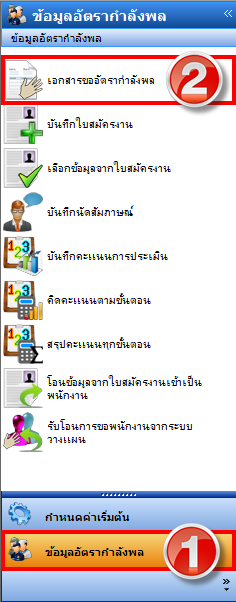 ข้อมูลอัตรากำลังพล
ข้อมูลอัตรากำลังพล
เอกสารขออัตรากำลังพล
2
บันทึกใบสมัครงาน
เลือกข้อมูลจากใบสมัครงาน
บันทึกนัดสัมภาษณ์
บันทึกคะแนนการประเมิน
คิดคะแนนตามขั้นตอน
สรุปคะแนนทุกขั้นตอน
โอนข้อมูลจากใบสมัครงานเข้าเป็น
พนักงาน
รับโอนการขอพนักงานจากระบบ
วางแผน
กำหนดค่าเริ่มต้น
ข้อมูลอัตรากำลังพล
1